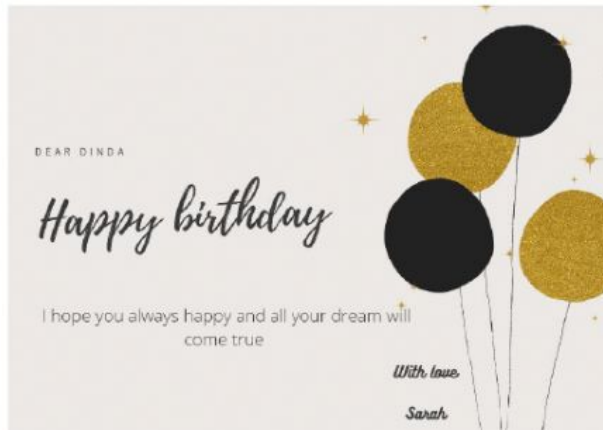 DEAR DINDA
Happy birthday
I hope you always happy and all your dream will
come true
With love
Sarah